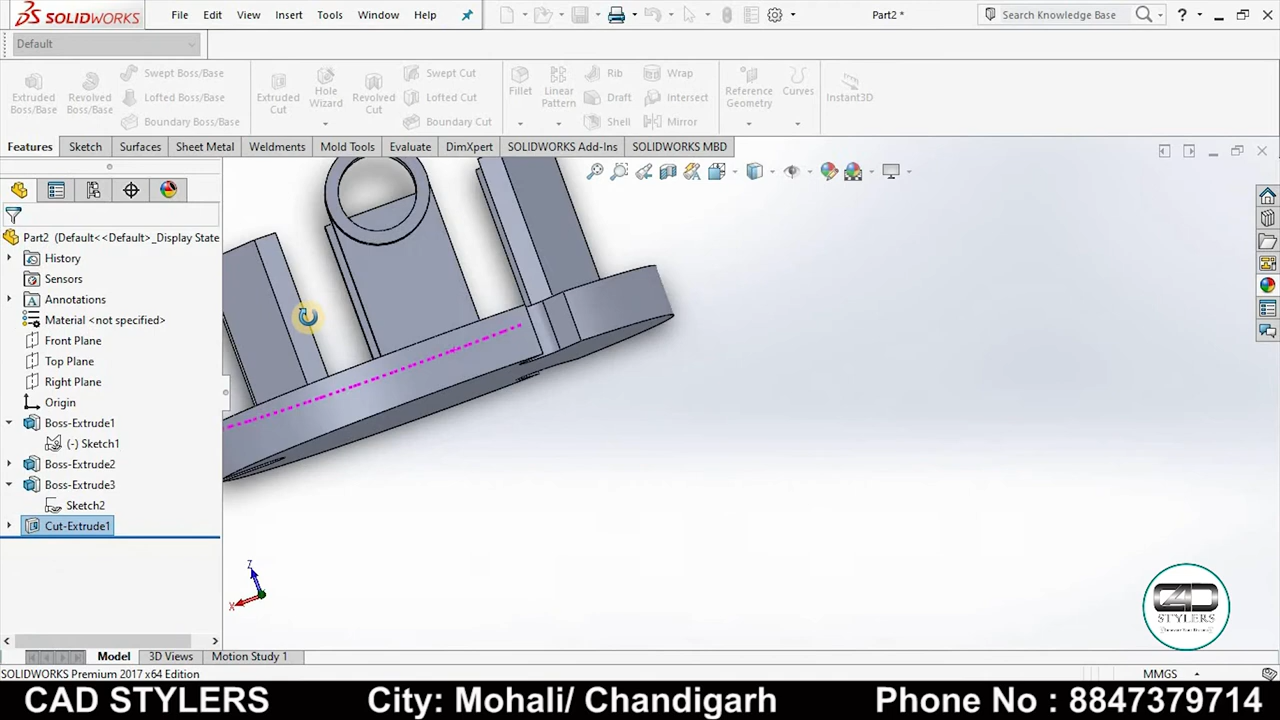 SOLIDWORKS File Edit View Insert Tools Window Help Part2 * Search Knowledge Base ?
Default
Extruded Boss/Base Revolved Boss/Base Swept Boss/Base Lofted Boss/Base Boundary Boss/Base Extruded Cut Hole Wizard Revolved Cut Swept Cut Lofted Cut Boundary Cut Fillet Linear Pattern Rib Draft Shell Wrap Intersect Mirror Reference Geometry Curves Instant3D
Features Sketch Surfaces Sheet Metal Weldments Mold Tools Evaluate DimXpert SOLIDWORKS Add-Ins SOLIDWORKS MBD
Part2 (Default<<Default>_Display State
History
Sensors
Annotations
Material <not specified>
Front Plane
Top Plane
Right Plane
Origin
Boss-Extrude1
(-) Sketch1
Boss-Extrude2
Boss-Extrude3
Sketch2
Cut-Extrude1
Z
X
CAD
STYLERS
Model 3D Views Motion Study 1
SOLIDWORKS Premium 2017 x64 Edition MMGS
CAD STYLERS City: Mohali/ Chandigarh Phone No : 8847379714